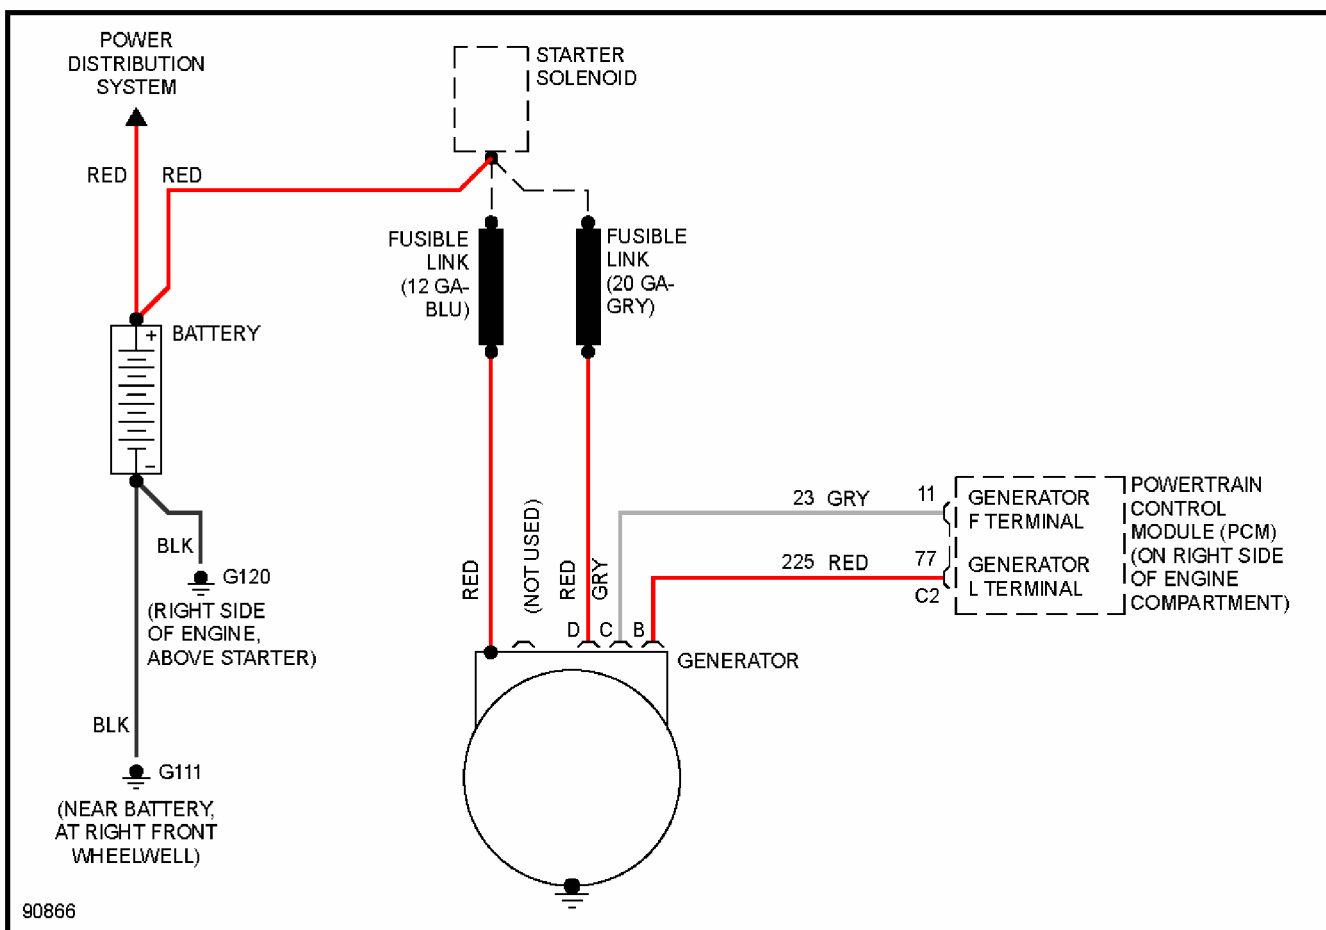 POWER
DISTRIBUTION
SYSTEM
STARTER
SOLENOID
RED
RED
FUSIBLE
LINK
(12 GA-
BLU)
FUSIBLE
LINK
(20 GA-
GRY)
+
BATTERY
-
BLK
G120
(RIGHT SIDE
OF ENGINE,
ABOVE STARTER)
BLK
G111
(NEAR BATTERY,
AT RIGHT FRONT
WHEELWELL)
RED
(NOT USED)
RED
GRY
D
C
B
GENERATOR
23 GRY
11
225 RED
77
C2
GENERATOR
F TERMINAL
GENERATOR
L TERMINAL
POWERTRAIN
CONTROL
MODULE (PCM)
(ON RIGHT SIDE
OF ENGINE
COMPARTMENT)
90866